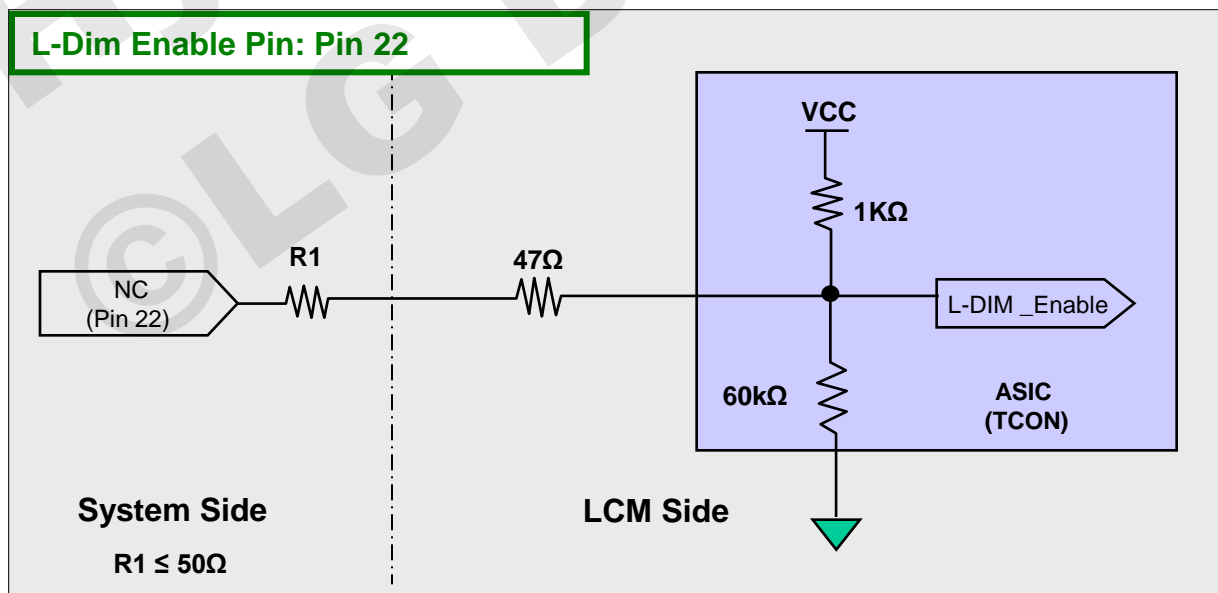 L-Dim Enable Pin: Pin 22
VCC
1KΩ
R1
47Ω
NC
(Pin 22)
L-DIM _Enable
60kΩ
ASIC
(TCON)
System Side
LCM Side
R1 ≤ 50Ω
©LG